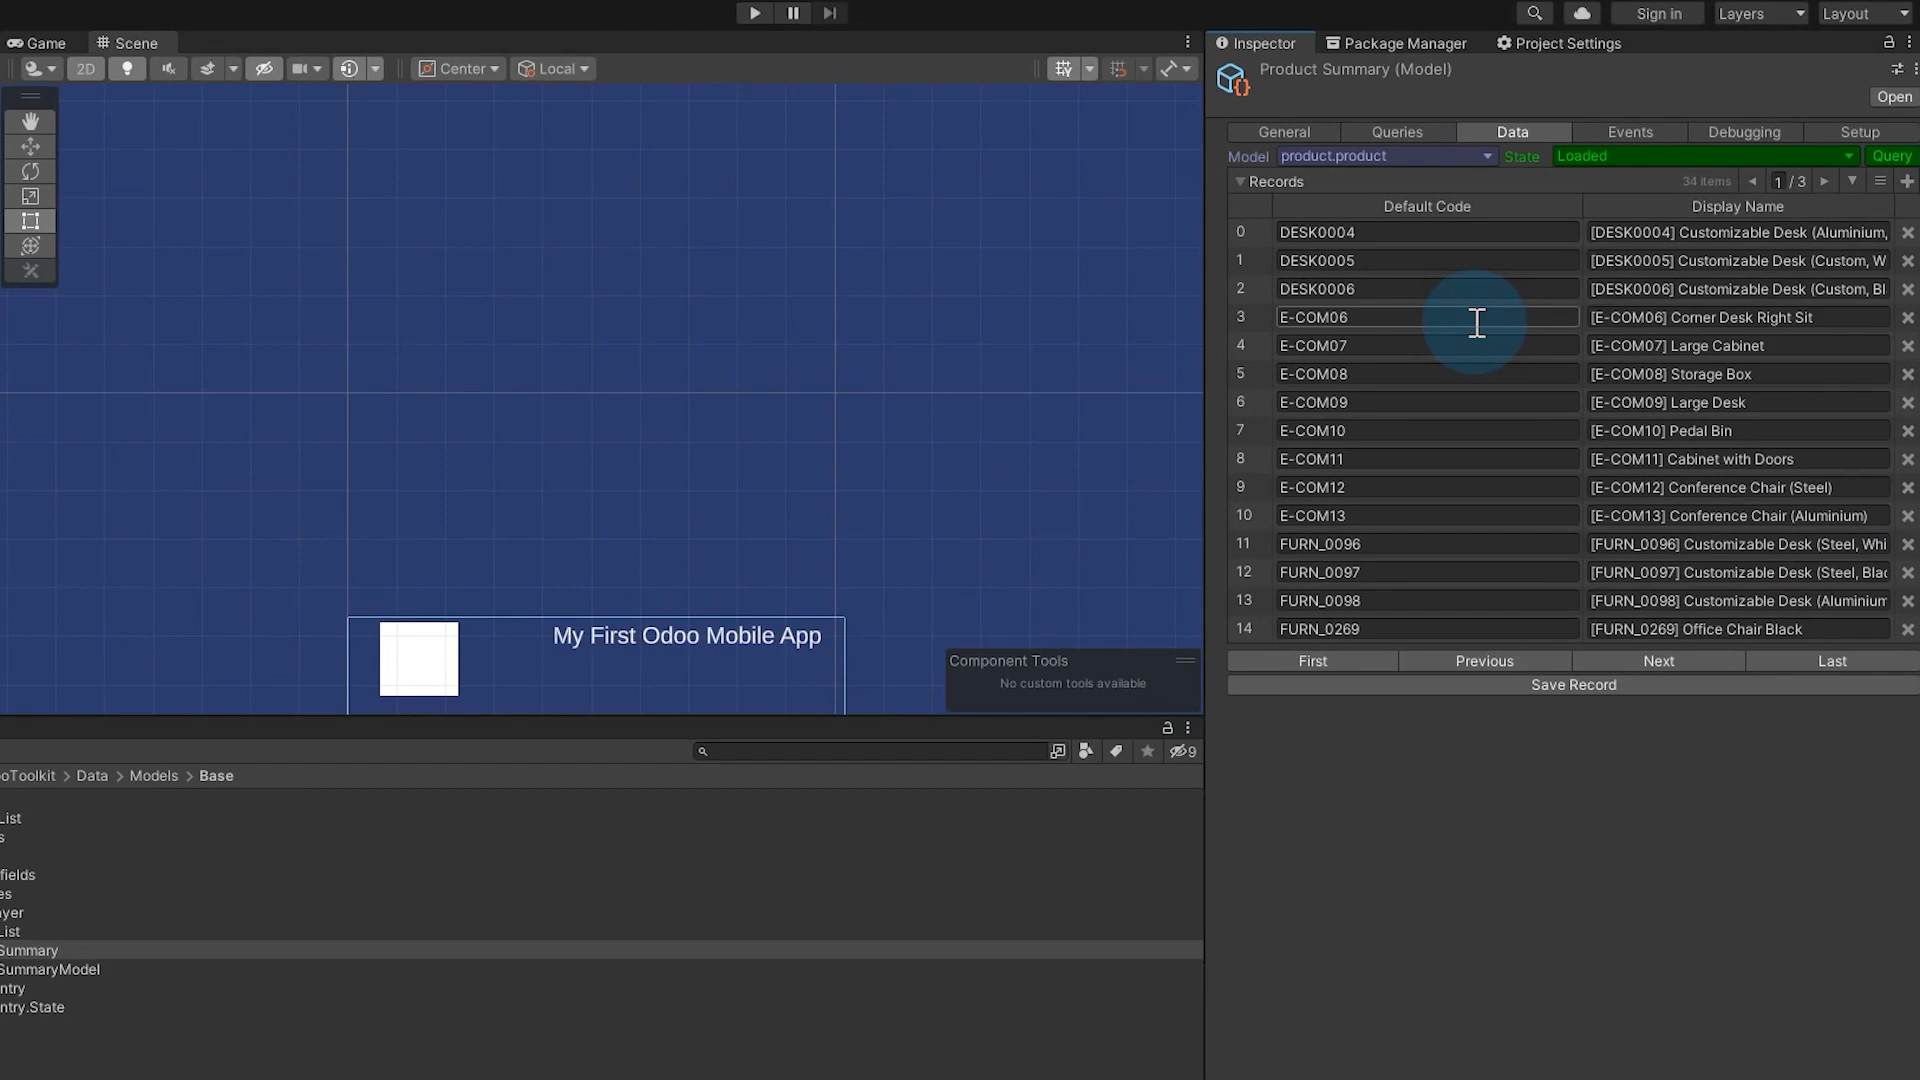 Sign in
Layers
Layout
Game
Scene
Inspector
Package Manager
Project Settings
2D
Center
Local
Product Summary (Model)
Open
General
Queries
Data
Events
Debugging
Setup
Model
product.product
State
Loaded
Query
Records
34 items
1 / 3
Default Code
Display Name
0 DESK0004 [DESK0004] Customizable Desk (Aluminium,
1 DESK0005 [DESK0005] Customizable Desk (Custom, W
2 DESK0006 [DESK0006] Customizable Desk (Custom, Bl
3 E-COM06 [E-COM06] Corner Desk Right Sit
4 E-COM07 [E-COM07] Large Cabinet
5 E-COM08 [E-COM08] Storage Box
6 E-COM09 [E-COM09] Large Desk
7 E-COM10 [E-COM10] Pedal Bin
8 E-COM11 [E-COM11] Cabinet with Doors
9 E-COM12 [E-COM12] Conference Chair (Steel)
10 E-COM13 [E-COM13] Conference Chair (Aluminium)
11 FURN_0096 [FURN_0096] Customizable Desk (Steel, Whi
12 FURN_0097 [FURN_0097] Customizable Desk (Steel, Blac
13 FURN_0098 [FURN_0098] Customizable Desk (Aluminium
14 FURN_0269 [FURN_0269] Office Chair Black
First
Previous
Next
Last
Save Record
My First Odoo Mobile App
Component Tools
No custom tools available
9
oToolkit > Data > Models > Base
List
s
fields
es
ayer
List
Summary
SummaryModel
ntry
ntry.State